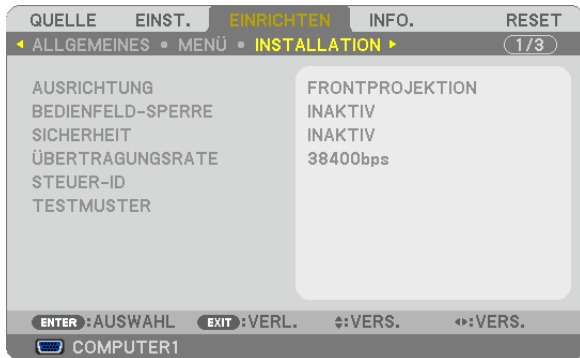 QUELLE EINST. EINRICHTEN INFO. RESET
ALLGEMEINES • MENÜ • INSTALLATION 1/3
AUSRICHTUNG FRONTPROJEKTION
BEDIENFELD-SPERRE INAKTIV
SICHERHEIT INAKTIV
ÜBERTRAGUNGSRATE 38400bps
STEUER-ID
TESTMUSTER
ENTER :AUSWAHL EXIT :VERL. :VERS. :VERS.
COMPUTER1